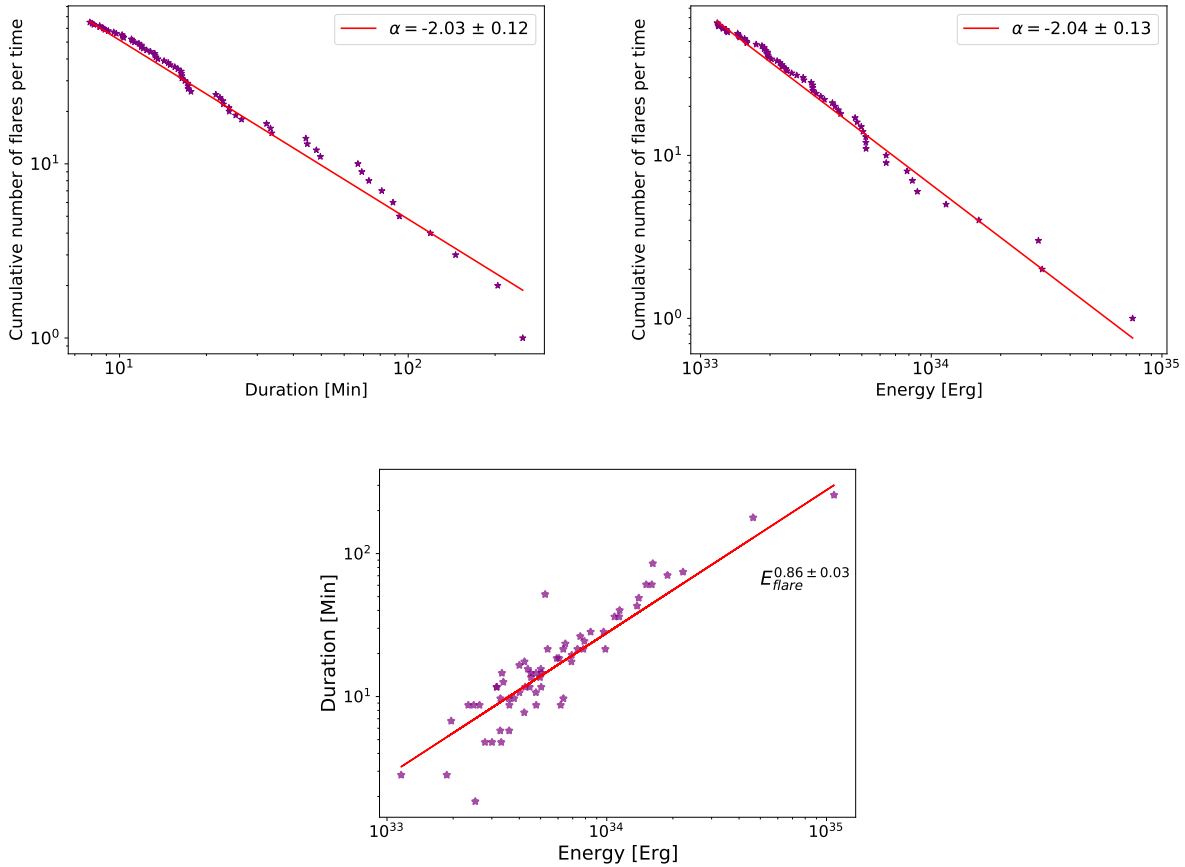 Cumulative number of flares per time
10¹
10⁰
α = -2.03 ± 0.12
10¹
10²
Duration [Min]
Cumulative number of flares per time
10¹
10⁰
α = -2.04 ± 0.13
10³³
10³⁴
10³⁵
Energy [Erg]
Duration [Min]
10²
10¹
E_{flare}^{0.86 ± 0.03}
10³³
10³⁴
10³⁵
Energy [Erg]